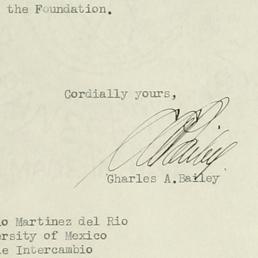 the Foundation.
Cordially yours,
Charles A. Bailey
o Martinez del Rio
ersity of Mexico
e Intercambio